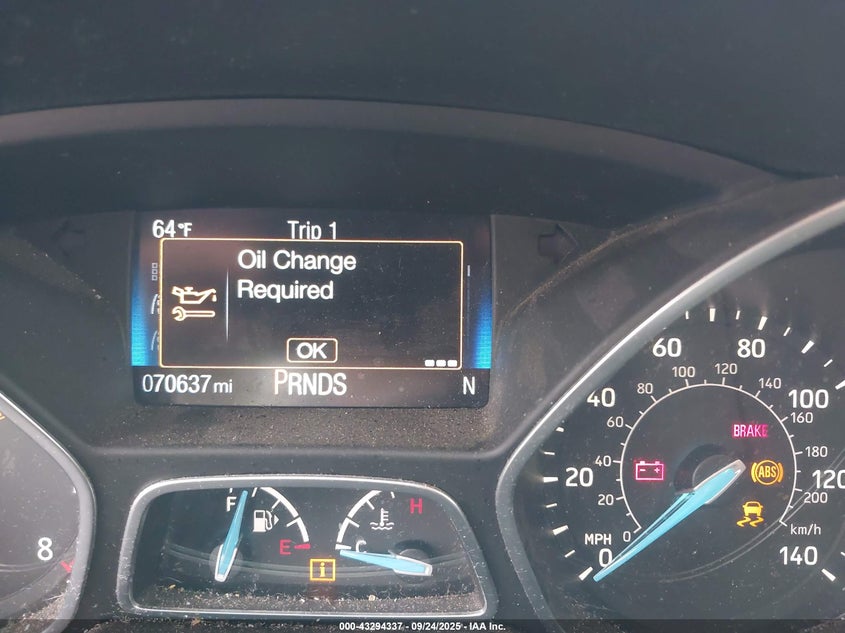 64°F Trip 1
Oil Change
Required
OK
070637 mi PRNDS N
60 80
40 100
20 120
0 140
MPH
km/h
0 20 40 60 80 100 120 140 160 180 200
BRAKE
ABS
F
E
H
C
i
8
000-43294337 - 09/24/2025 - IAA Inc.